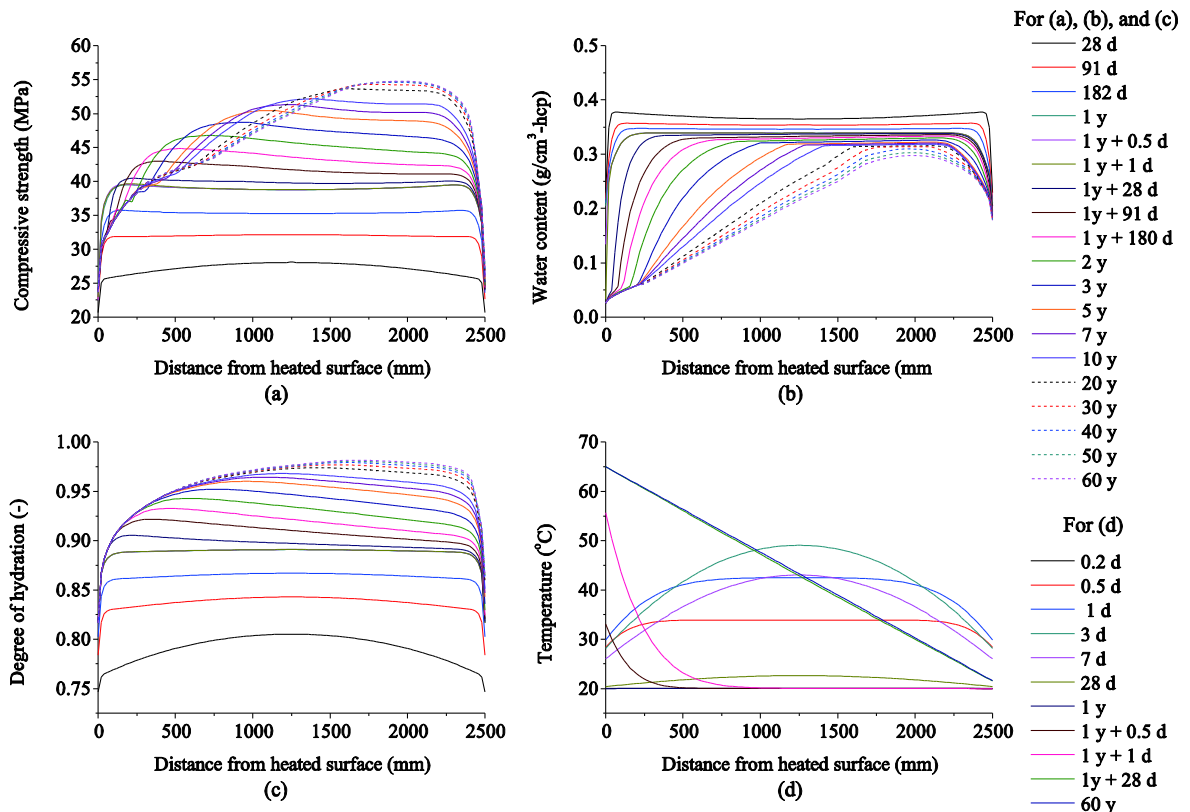 60
55
50
45
40
35
30
25
20
Compressive strength (MPa)
0 500 1000 1500 2000 2500
Distance from heated surface (mm)
(a)
0.5
0.4
0.3
0.2
0.1
0.0
Water content (g/cm³-hcp)
0 500 1000 1500 2000 2500
Distance from heated surface (mm
(b)
1.00
0.95
0.90
0.85
0.80
0.75
Degree of hydration (-)
0 500 1000 1500 2000 2500
Distance from heated surface (mm)
(c)
70
60
50
40
30
20
Temperature (°C)
0 500 1000 1500 2000 2500
Distance from heated surface (mm)
(d)
For (a), (b), and (c)
28 d
91 d
182 d
1 y
1 y + 0.5 d
1 y + 1 d
1y + 28 d
1y + 91 d
1 y + 180 d
2 y
3 y
5 y
7 y
10 y
20 y
30 y
40 y
50 y
60 y
For (d)
0.2 d
0.5 d
1 d
3 d
7 d
28 d
1 y
1 y + 0.5 d
1 y + 1 d
1y + 28 d
60 y